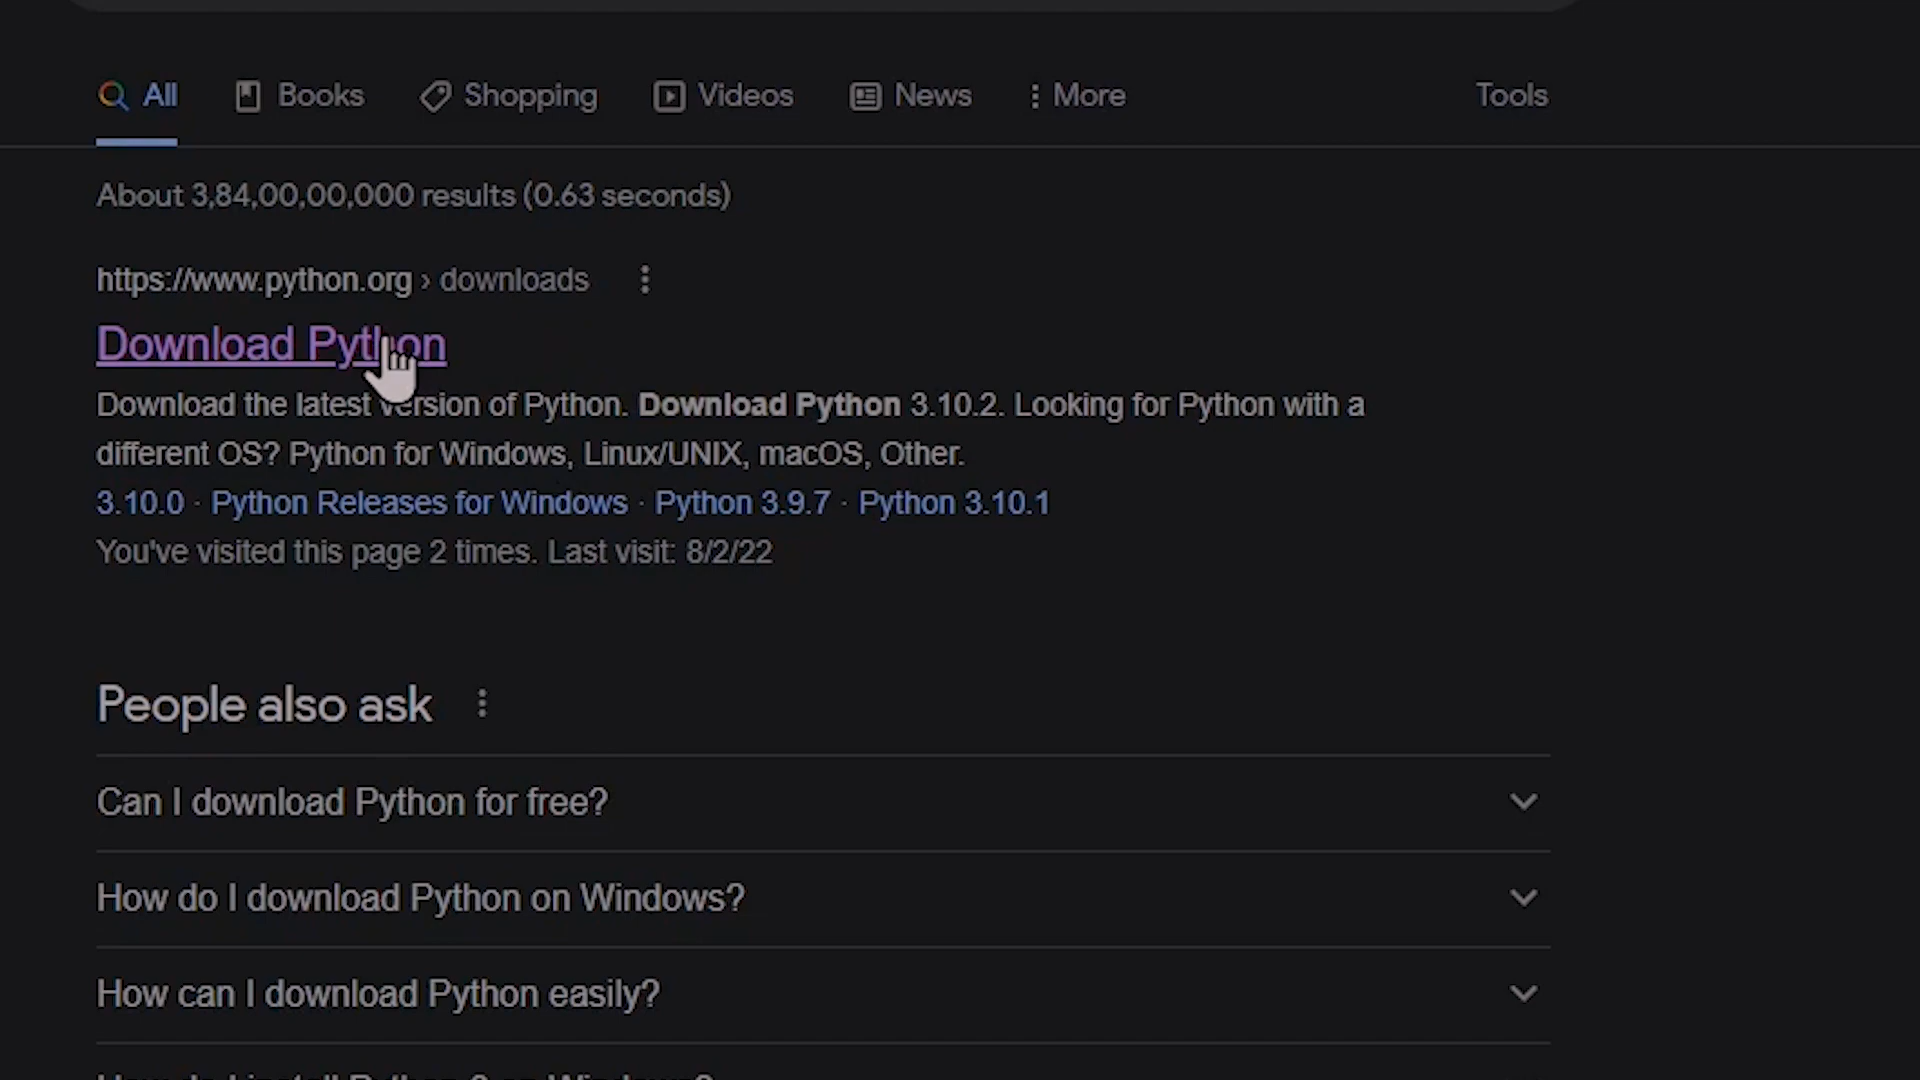 All Books Shopping Videos News More Tools
About 3,84,00,00,000 results (0.63 seconds)
https://www.python.org › downloads
Download Python
Download the latest version of Python. Download Python 3.10.2. Looking for Python with a
different OS? Python for Windows, Linux/UNIX, macOS, Other.
3.10.0 · Python Releases for Windows · Python 3.9.7 · Python 3.10.1
You've visited this page 2 times. Last visit: 8/2/22
People also ask
Can I download Python for free?
How do I download Python on Windows?
How can I download Python easily?